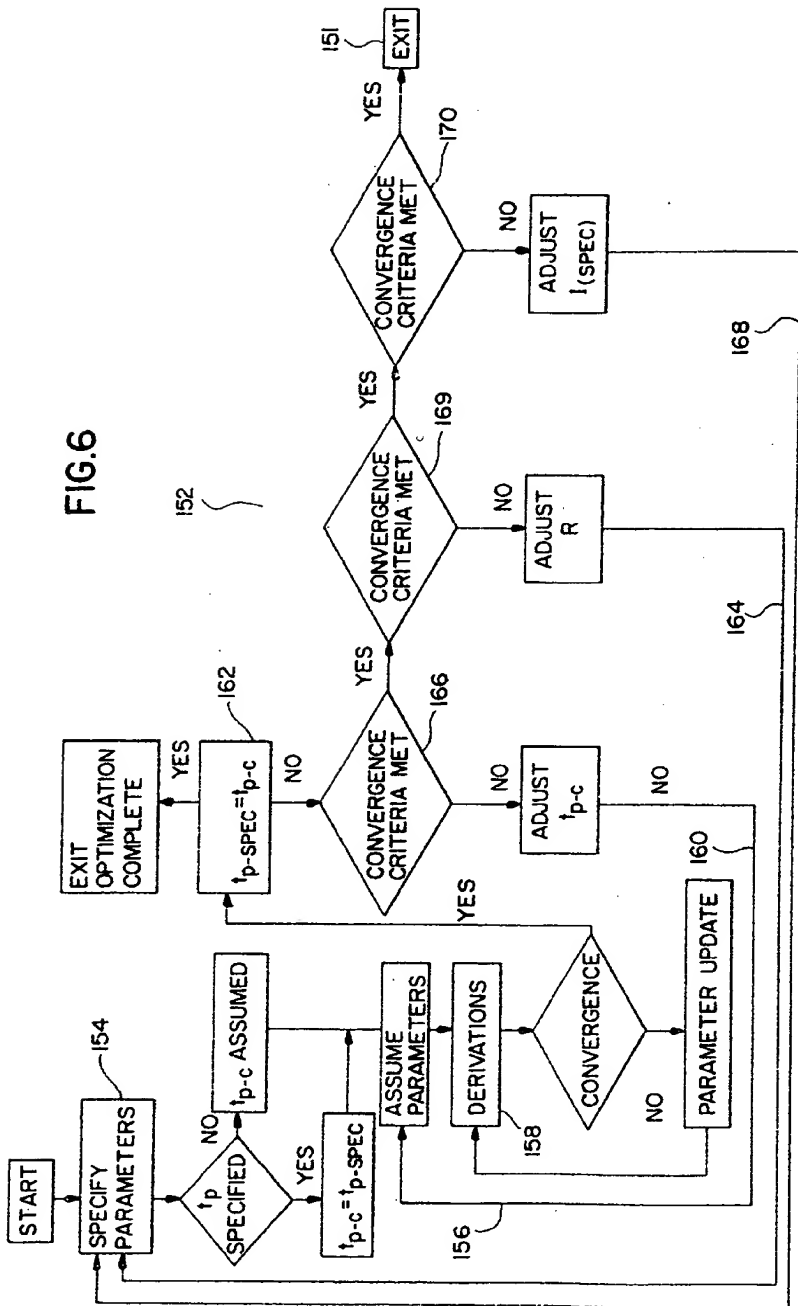 FIG.6
START
SPECIFY
PARAMETERS
154
tp
SPECIFIED
NO
YES
tp-c ASSUMED
tp-c = tp-SPEC
ASSUME
PARAMETERS
DERIVATIONS
158
CONVERGENCE
YES
NO
PARAMETER UPDATE
156
160
EXIT
OPTIMIZATION
COMPLETE
YES
tp-SPEC = tp-c
162
NO
CONVERGENCE
CRITERIA MET
166
YES
NO
ADJUST
tp-c
NO
152
CONVERGENCE
CRITERIA MET
169
YES
NO
ADJUST
R
164
CONVERGENCE
CRITERIA MET
170
YES
NO
ADJUST
I(SPEC)
168
EXIT
151